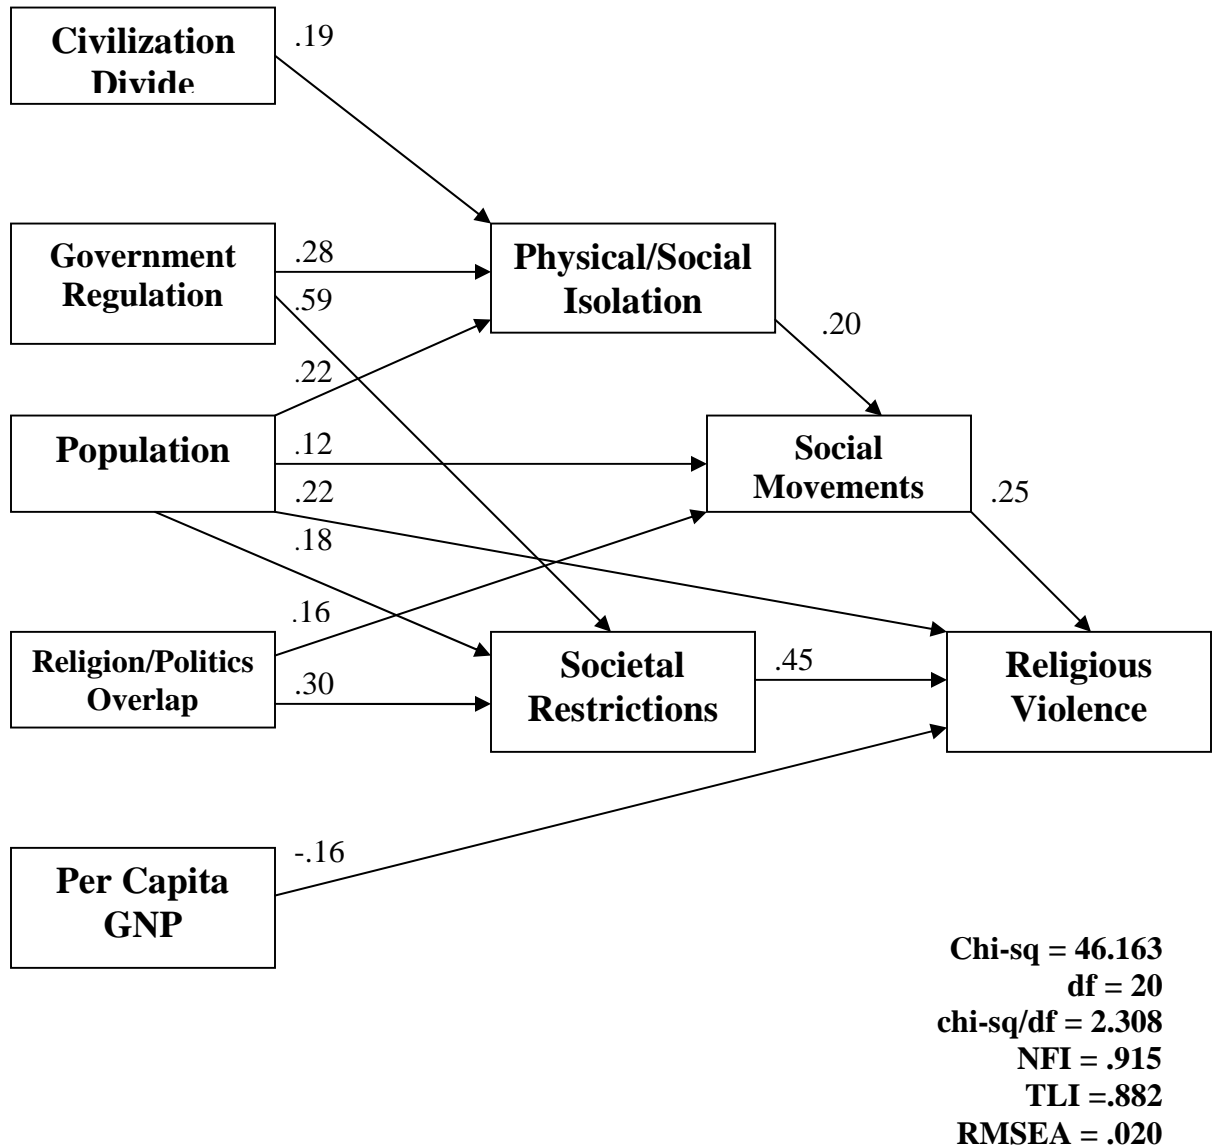 Civilization
Divide
.19
Government
Regulation
.28
.59
Physical/Social
Isolation
.20
.22
Population
.12
.22
.18
Social
Movements
.25
.16
Religion/Politics
Overlap
.30
Societal
Restrictions
.45
Religious
Violence
-.16
Per Capita
GNP
Chi-sq = 46.163
df = 20
chi-sq/df = 2.308
NFI = .915
TLI =.882
RMSEA = .020